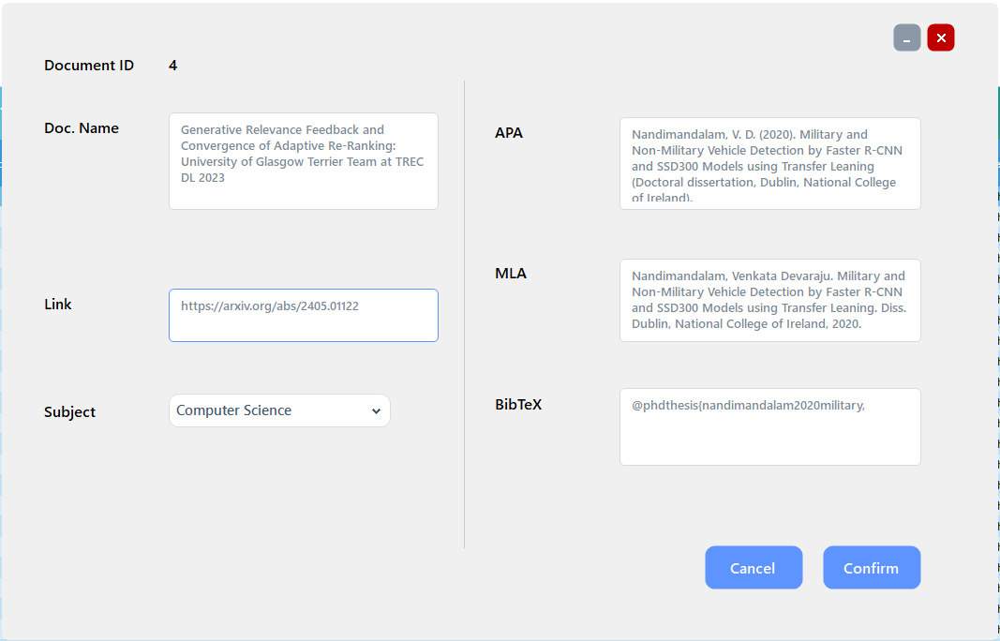 Document ID 4
Doc. Name
Generative Relevance Feedback and
Convergence of Adaptive Re-Ranking:
University of Glasgow Terrier Team at TREC
DL 2023
Link
https://arxiv.org/abs/2405.01122
Subject
Computer Science
APA
Nandimandalam, V. D. (2020). Military and
Non-Military Vehicle Detection by Faster R-CNN
and SSD300 Models using Transfer Leaning
(Doctoral dissertation, Dublin, National College
of Ireland).
MLA
Nandimandalam, Venkata Devaraju. Military and
Non-Military Vehicle Detection by Faster R-CNN
and SSD300 Models using Transfer Leaning. Diss.
Dublin, National College of Ireland, 2020.
BibTeX
@phdthesis{nandimandalam2020military,
Cancel
Confirm